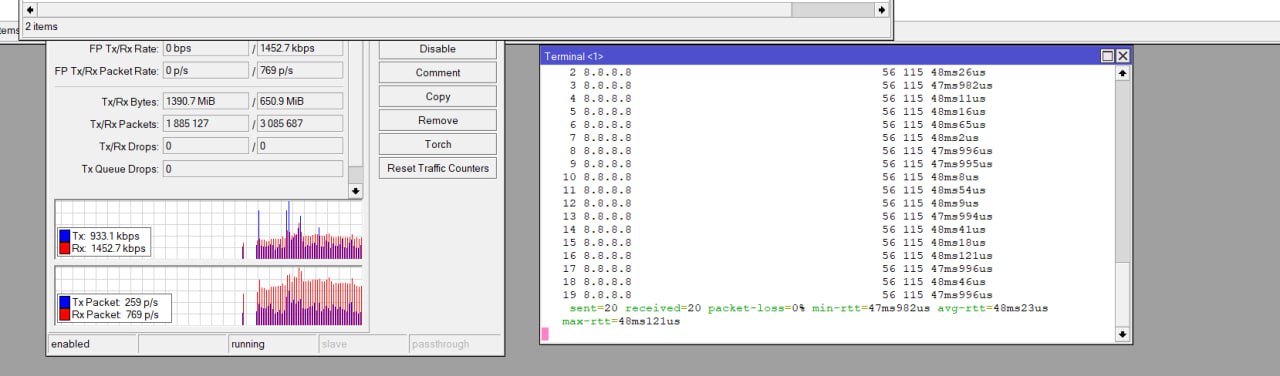 2 items
tems
FP Tx/Rx Rate: 0 bps / 1452.7 kbps
FP Tx/Rx Packet Rate: 0 p/s / 769 p/s
Tx/Rx Bytes: 1390.7 MiB / 650.9 MiB
Tx/Rx Packets: 1 885 127 / 3 085 687
Tx/Rx Drops: 0 / 0
Tx Queue Drops: 0
Tx: 933.1 kbps
Rx: 1452.7 kbps
Tx Packet: 259 p/s
Rx Packet: 769 p/s
enabled running slave passthrough
Disable
Comment
Copy
Remove
Torch
Reset Traffic Counters
Terminal <1>
2 8.8.8.8 56 115 48ms26us
3 8.8.8.8 56 115 47ms982us
4 8.8.8.8 56 115 48ms11us
5 8.8.8.8 56 115 48ms16us
6 8.8.8.8 56 115 48ms65us
7 8.8.8.8 56 115 48ms2us
8 8.8.8.8 56 115 47ms996us
9 8.8.8.8 56 115 47ms995us
10 8.8.8.8 56 115 48ms8us
11 8.8.8.8 56 115 48ms54us
12 8.8.8.8 56 115 48ms9us
13 8.8.8.8 56 115 47ms994us
14 8.8.8.8 56 115 48ms41us
15 8.8.8.8 56 115 48ms18us
16 8.8.8.8 56 115 48ms121us
17 8.8.8.8 56 115 47ms996us
18 8.8.8.8 56 115 48ms46us
19 8.8.8.8 56 115 47ms996us
sent=20 received=20 packet-loss=0% min-rtt=47ms982us avg-rtt=48ms23us
max-rtt=48ms121us